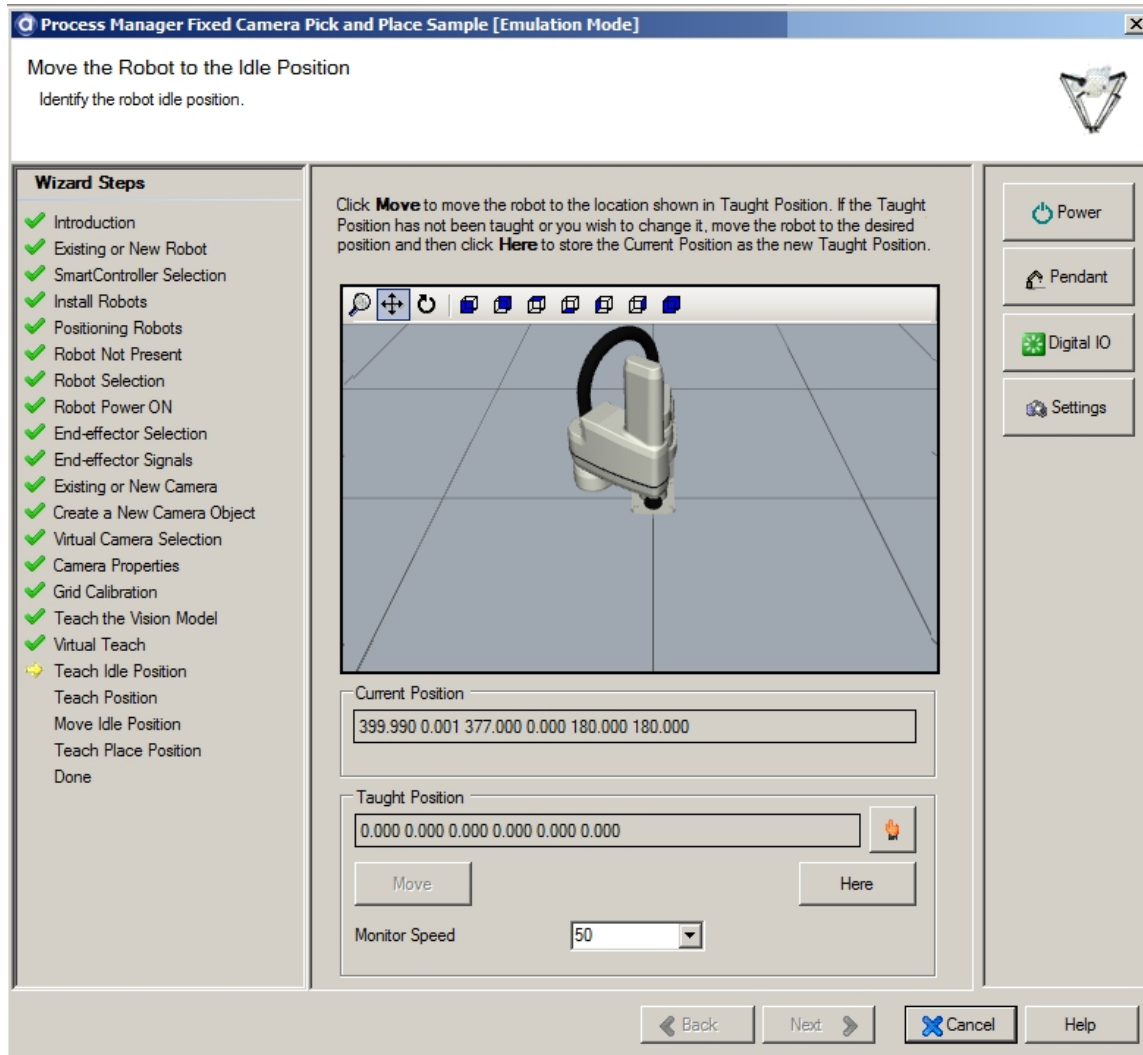 Process Manager Fixed Camera Pick and Place Sample [Emulation Mode]
Move the Robot to the Idle Position
Identify the robot idle position.
Wizard Steps
Introduction
Existing or New Robot
SmartController Selection
Install Robots
Positioning Robots
Robot Not Present
Robot Selection
Robot Power ON
End-effector Selection
End-effector Signals
Existing or New Camera
Create a New Camera Object
Virtual Camera Selection
Camera Properties
Grid Calibration
Teach the Vision Model
Virtual Teach
Teach Idle Position
Teach Position
Move Idle Position
Teach Place Position
Done
Click Move to move the robot to the location shown in Taught Position. If the Taught
Position has not been taught or you wish to change it, move the robot to the desired
position and then click Here to store the Current Position as the new Taught Position.
Current Position
399.990 0.001 377.000 0.000 180.000 180.000
Taught Position
0.000 0.000 0.000 0.000 0.000 0.000
Move
Here
Monitor Speed
50
Power
Pendant
Digital IO
Settings
Back
Next
Cancel
Help